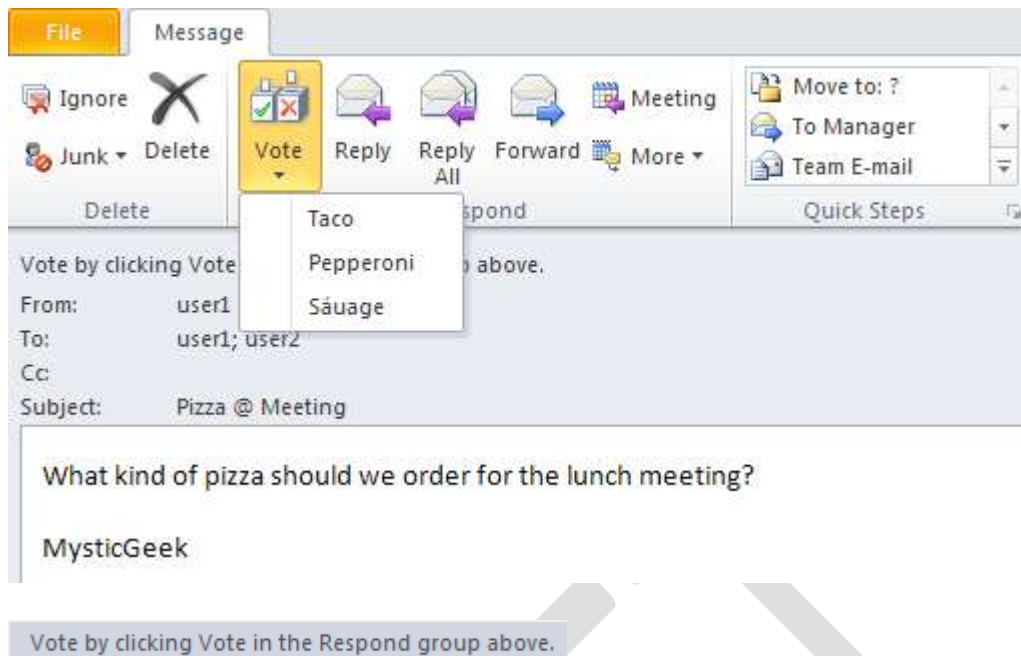 File Message
Ignore
Junk Delete Vote Reply Reply All Forward Meeting
More
Move to: ?
To Manager
Team E-mail
Delete spond Quick Steps
Taco
Pepperoni
Sáuage
Vote by clicking Vote above.
From: user1
To: user1; user2
Cc:
Subject: Pizza @ Meeting
What kind of pizza should we order for the lunch meeting?
MysticGeek
Vote by clicking Vote in the Respond group above.